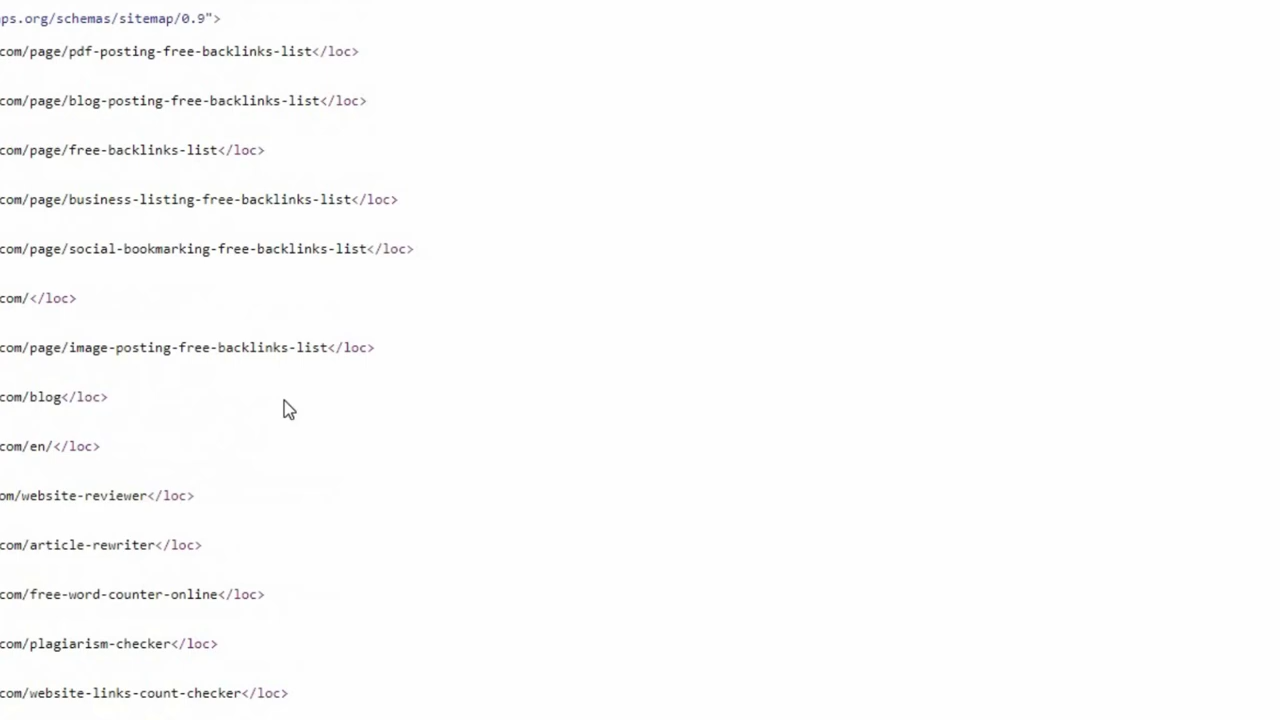 ps.org/schemas/sitemap/0.9">
com/page/pdf-posting-free-backlinks-list</loc>
com/page/blog-posting-free-backlinks-list</loc>
com/page/free-backlinks-list</loc>
com/page/business-listing-free-backlinks-list</loc>
com/page/social-bookmarking-free-backlinks-list</loc>
com/</loc>
com/page/image-posting-free-backlinks-list</loc>
com/blog</loc>
com/en/</loc>
om/website-reviewer</loc>
com/article-rewriter</loc>
com/free-word-counter-online</loc>
com/plagiarism-checker</loc>
com/website-links-count-checker</loc>